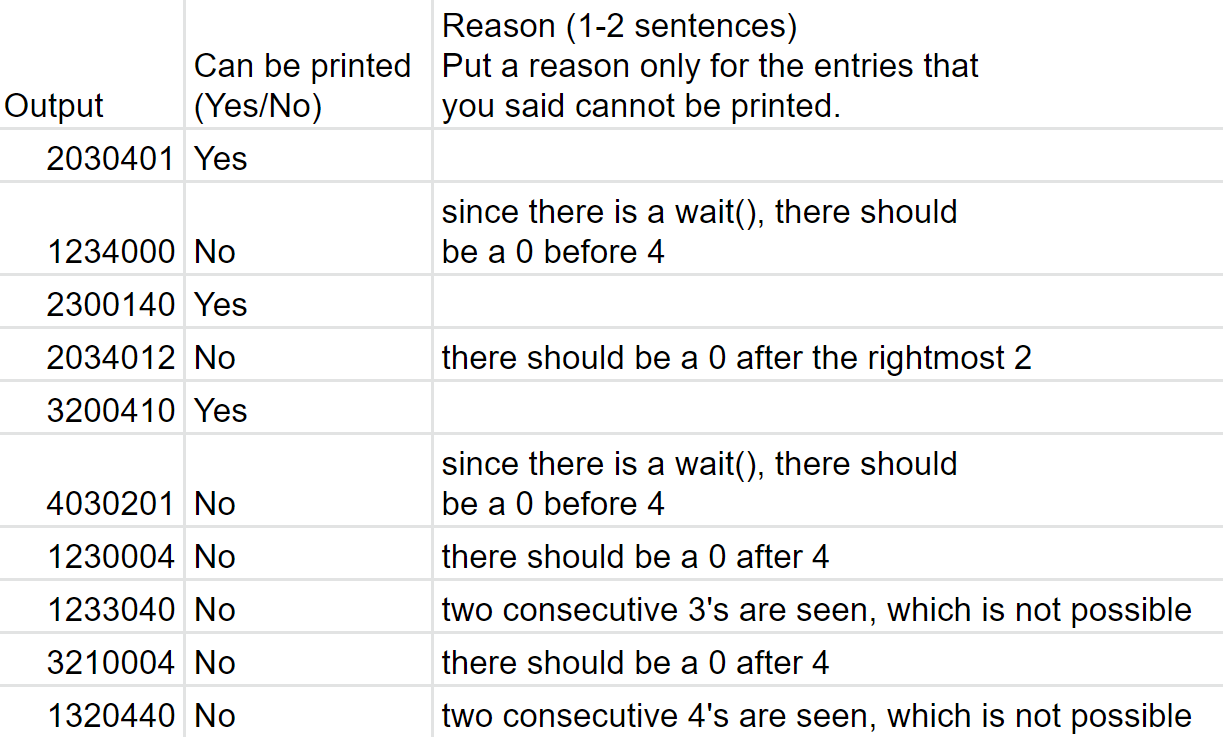 Reason (1-2 sentences)
Can be printed Put a reason only for the entries that
Output (Yes/No) you said cannot be printed.
2030401 Yes
since there is a wait(), there should
1234000 No be a 0 before 4
2300140 Yes
2034012 No there should be a 0 after the rightmost 2
3200410 Yes
since there is a wait(), there should
4030201 No be a 0 before 4
1230004 No there should be a 0 after 4
1233040 No two consecutive 3's are seen, which is not possible
3210004 No there should be a 0 after 4
1320440 No two consecutive 4's are seen, which is not possible